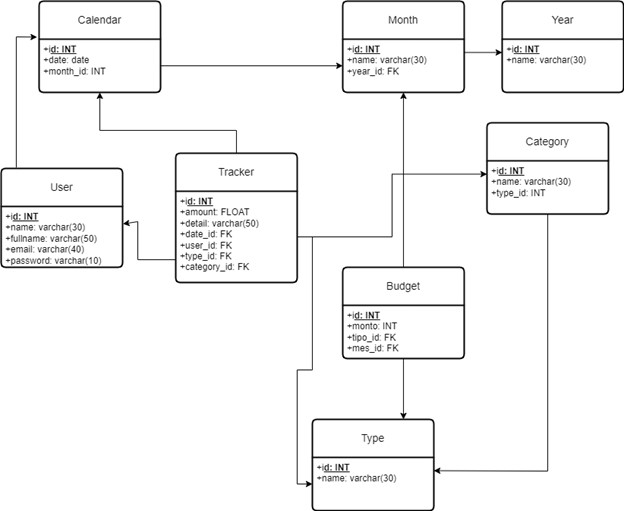 Calendar
+id: INT
+date: date
+month_id: INT
Month
+id: INT
+name: varchar(30)
+year_id: FK
Year
+id: INT
+name: varchar(30)
Category
+id: INT
+name: varchar(30)
+type_id: INT
User
+id: INT
+name: varchar(30)
+fullname: varchar(50)
+email: varchar(40)
+password: varchar(10)
Tracker
+id: INT
+amount: FLOAT
+detail: varchar(50)
+date_id: FK
+user_id: FK
+type_id: FK
+category_id: FK
Budget
+id: INT
+monto: INT
+tipo_id: FK
+mes_id: FK
Type
+id: INT
+name: varchar(30)